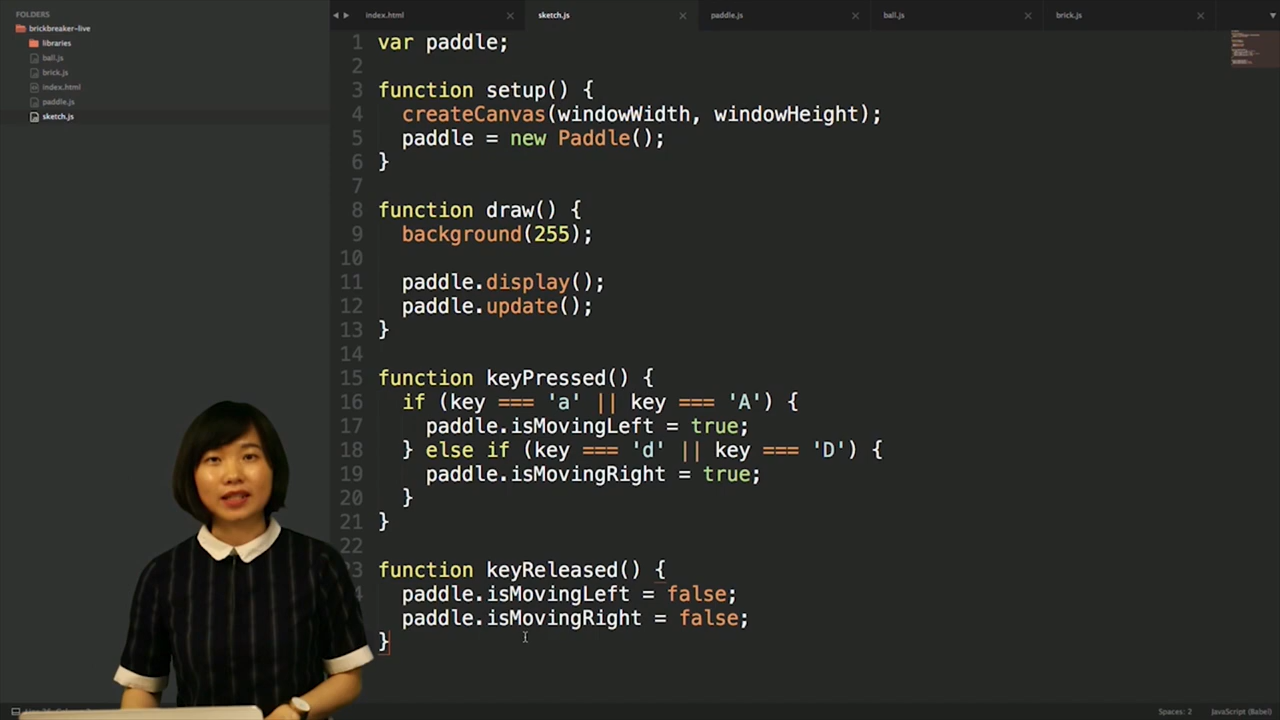 FOLDERS
brickbreaker-live
libraries
ball.js
brick.js
index.html
paddle.js
sketch.js
index.html
sketch.js
paddle.js
ball.js
brick.js
1 var paddle;
2
3 function setup() {
4 createCanvas(windowWidth, windowHeight);
5 paddle = new Paddle();
6 }
7
8 function draw() {
9 background(255);
10
11 paddle.display();
12 paddle.update();
13 }
14
15 function keyPressed() {
16 if (key === 'a' || key === 'A') {
17 paddle.isMovingLeft = true;
18 } else if (key === 'd' || key === 'D') {
19 paddle.isMovingRight = true;
20 }
21 }
22
23 function keyReleased() {
paddle.isMovingLeft = false;
paddle.isMovingRight = false;
}
Spaces: 2
JavaScript (Babel)